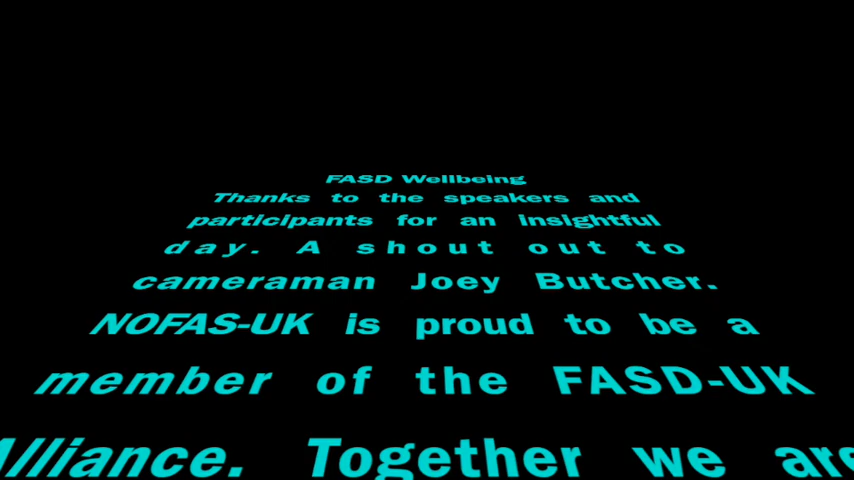 FASD Wellbeing
Thanks to the speakers and
participants for an insightful
day. A shout out to
cameraman Joey Butcher.
NOFAS-UK is proud to be a
member of the FASD-UK
Alliance. Together we are